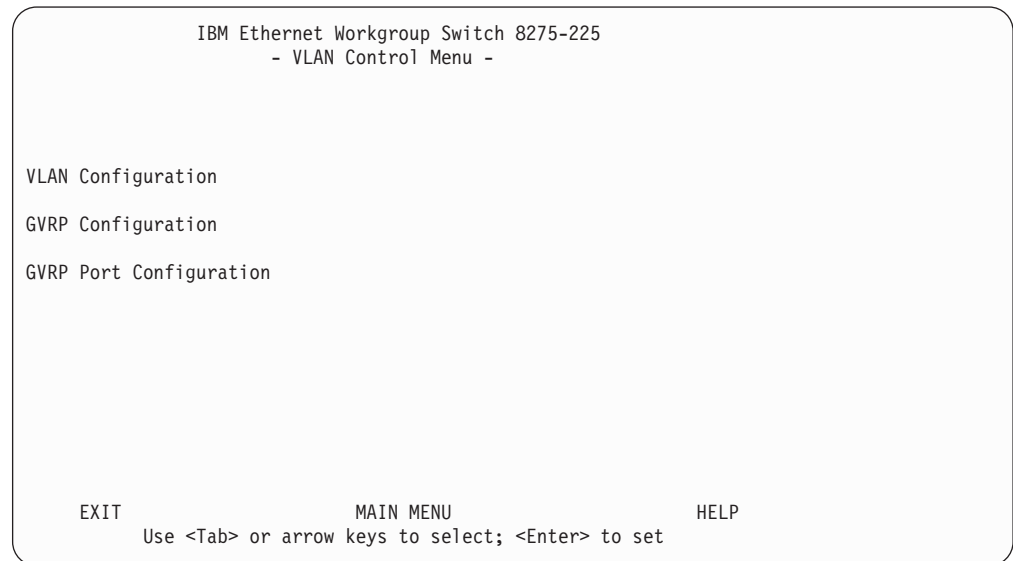 IBM Ethernet Workgroup Switch 8275-225
- VLAN Control Menu -
VLAN Configuration
GVRP Configuration
GVRP Port Configuration
EXIT MAIN MENU HELP
Use <Tab> or arrow keys to select; <Enter> to set